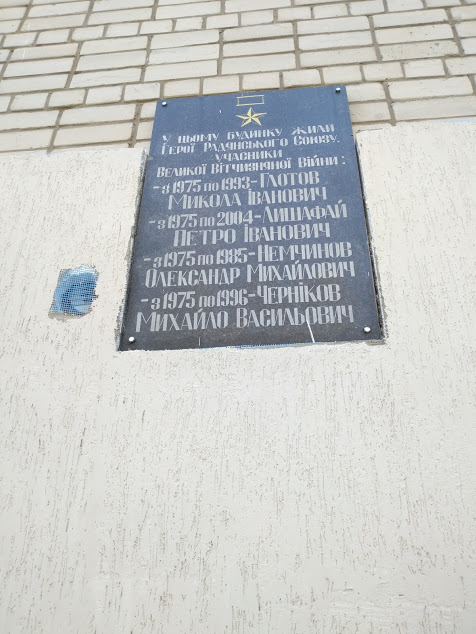 У цьому будинку жили
Герої Радянського Союзу,
учасники
Великої Вітчизняної Війни:
– з 1975 по 1993 – Глотов
Микола Іванович
– з 1975 по 2004 – Лишафай
Петро Іванович
– з 1975 по 1985 – Немчинов
Олександр Михайлович
– з 1975 по 1996 – Черніков
Михайло Васильович